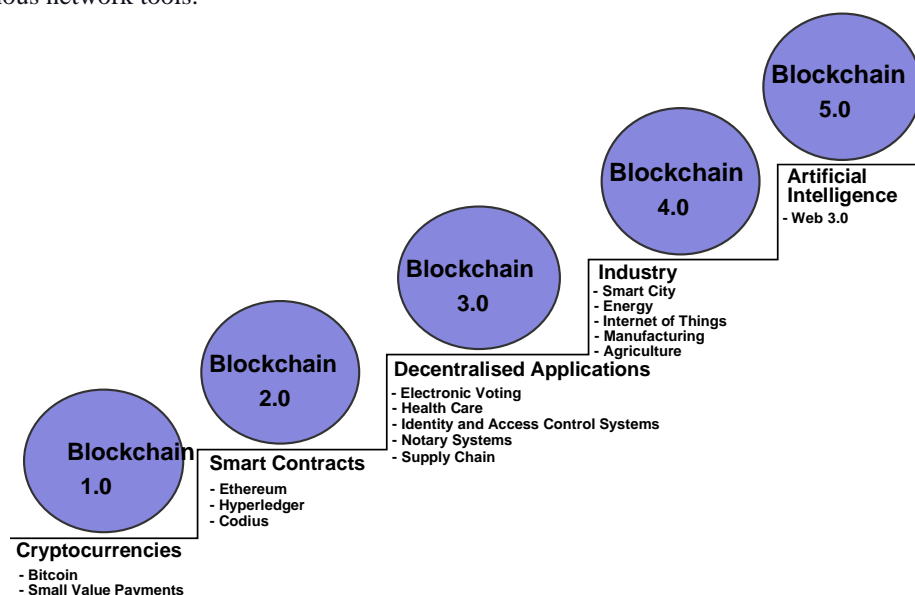 network tools.
Blockchain
1.0
Cryptocurrencies
- Bitcoin
- Small Value Payments
Blockchain
2.0
Smart Contracts
- Ethereum
- Hyperledger
- Codius
Blockchain
3.0
Decentralised Applications
- Electronic Voting
- Health Care
- Identity and Access Control Systems
- Notary Systems
- Supply Chain
Blockchain
4.0
Industry
- Smart City
- Energy
- Internet of Things
- Manufacturing
- Agriculture
Blockchain
5.0
Artificial
Intelligence
- Web 3.0